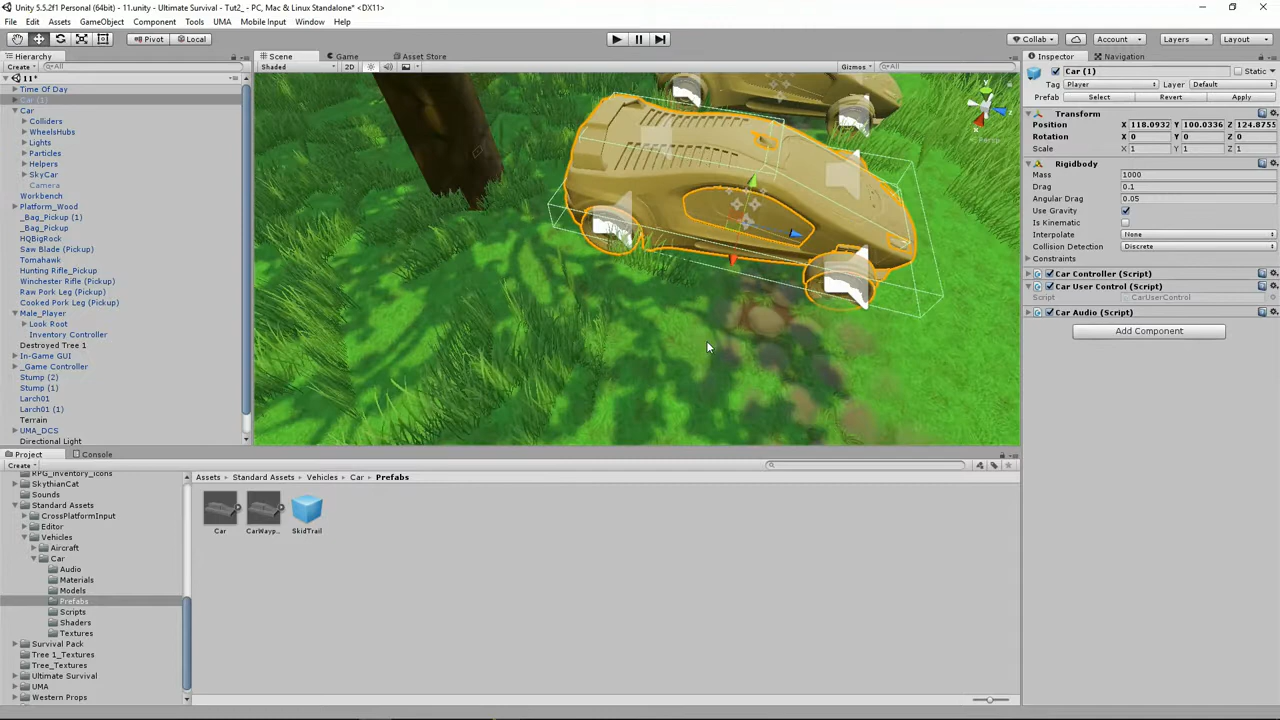 Unity 5.5.2f1 Personal (64bit) - 11.unity - Ultimate Survival - Tut2_ - PC, Mac & Linux Standalone* <DX11>
File Edit Assets GameObject Component Tools UMA Mobile Input Window Help
Pivot Local Collab Account Layers Layout
Hierarchy
Create All
11*
Time Of Day
Car (1)
Car
Colliders
WheelsHubs
Lights
Particles
Helpers
SkyCar
Camera
Workbench
Platform_Wood
_Bag_Pickup (1)
_Bag_Pickup
HQBigRock
Saw Blade (Pickup)
Tomahawk
Hunting Rifle_Pickup
Winchester Rifle (Pickup)
Raw Pork Leg (Pickup)
Cooked Pork Leg (Pickup)
Male_Player
Look Root
Inventory Controller
Destroyed Tree 1
In-Game GUI
_Game Controller
Stump (2)
Stump (1)
Larch01
Larch01 (1)
Terrain
UMA_DCS
Directional Light
Scene Game Asset Store
Shaded 2D Gizmos All
y
Persp
Inspector Navigation
Car (1) Static
Tag Player Layer Default
Prefab Select Revert Apply
Transform
Position X 118.0932 Y 100.0336 Z 124.8755
Rotation X 0 Y 0 Z 0
Scale X 1 Y 1 Z 1
Rigidbody
Mass 1000
Drag 0.1
Angular Drag 0.05
Use Gravity
Is Kinematic
Interpolate None
Collision Detection Discrete
Constraints
Car Controller (Script)
Car User Control (Script)
Script CarUserControl
Car Audio (Script)
Add Component
Project Console
Create
RPG_inventory_icons
SkythianCat
Sounds
Standard Assets
CrossPlatformInput
Editor
Vehicles
Aircraft
Car
Audio
Materials
Models
Prefabs
Scripts
Shaders
Textures
Survival Pack
Tree 1_Textures
Tree_Textures
Ultimate Survival
UMA
Western Props
Assets Standard Assets Vehicles Car Prefabs
Car CarWayp.. SkidTrail